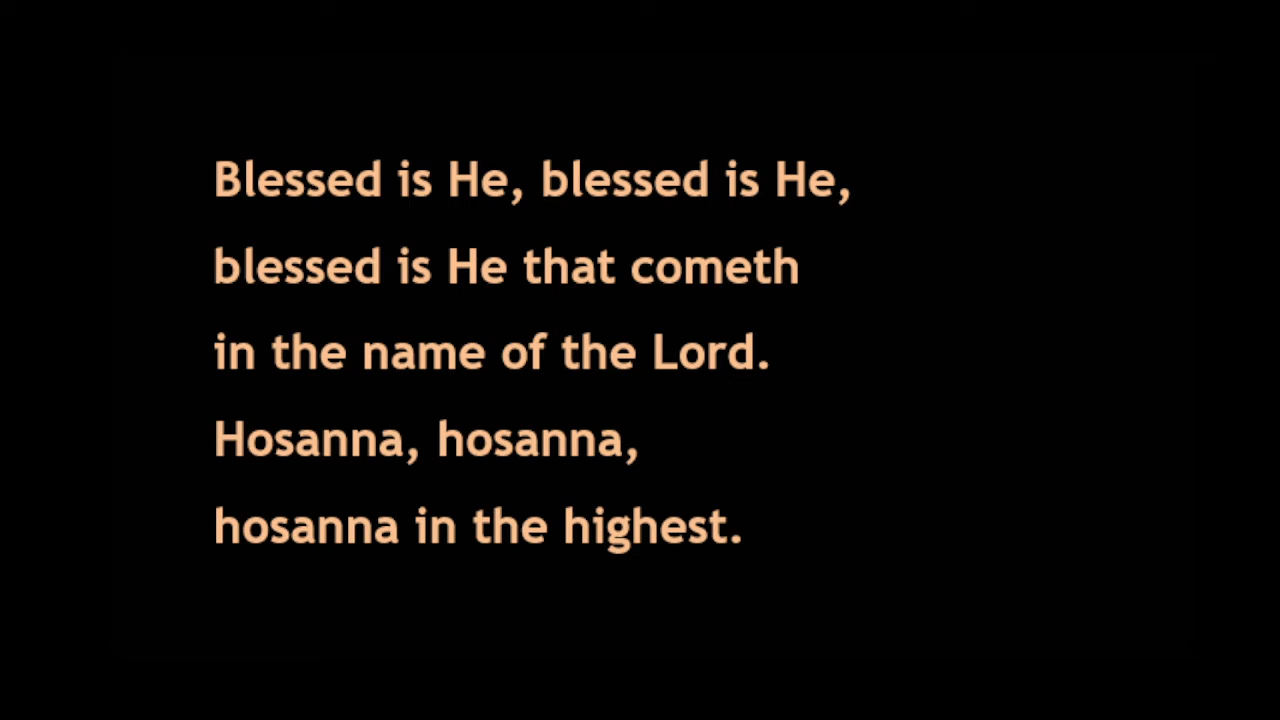 Blessed is He, blessed is He,
blessed is He that cometh
in the name of the Lord.
Hosanna, hosanna,
hosanna in the highest.